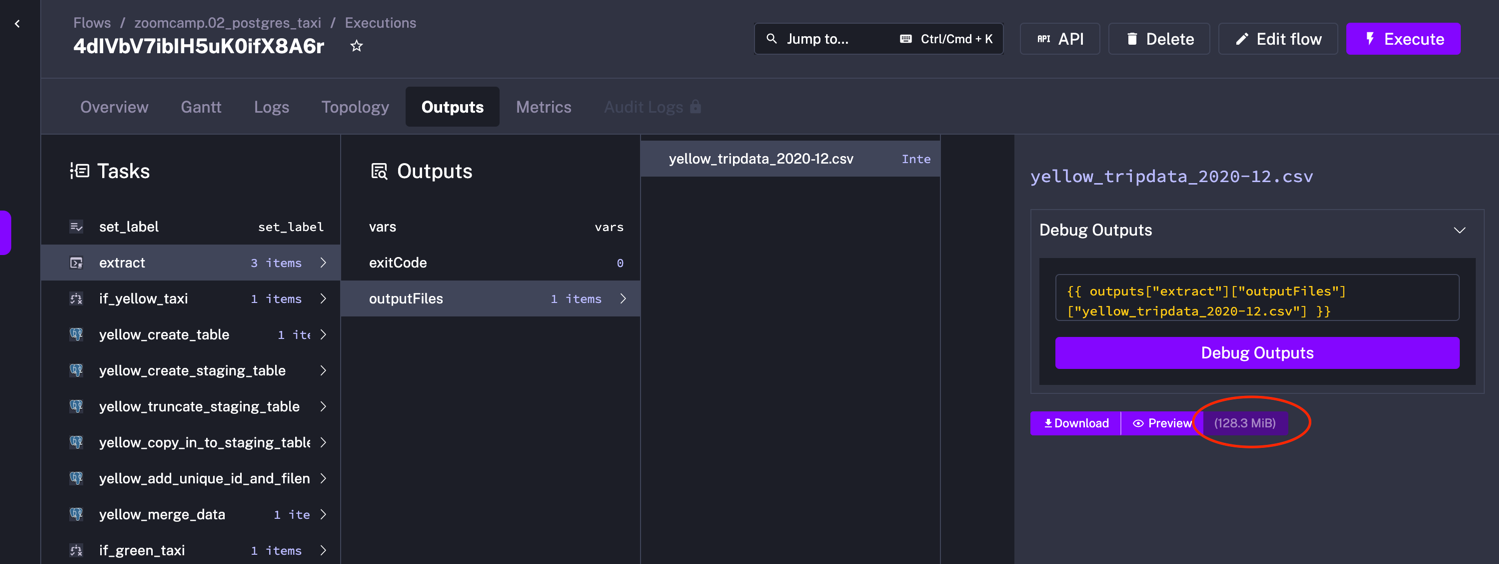 Flows / zoomcamp.02_postgres_taxi / Executions
4dIVbV7ibIH5uK0ifX8A6r
Jump to... Ctrl/Cmd + K
API API
Delete
Edit flow
Execute
Overview Gantt Logs Topology Outputs Metrics Audit Logs
Tasks
set_label set_label
extract 3 items
if_yellow_taxi 1 items
yellow_create_table 1 ite
yellow_create_staging_table
yellow_truncate_staging_table
yellow_copy_in_to_staging_table
yellow_add_unique_id_and_filen
yellow_merge_data 1 ite
if_green_taxi 1 items
Outputs
vars vars
exitCode 0
outputFiles 1 items
yellow_tripdata_2020-12.csv Inte
yellow_tripdata_2020-12.csv
Debug Outputs
{{ outputs["extract"]["outputFiles"]
["yellow_tripdata_2020-12.csv"] }}
Debug Outputs
Download Preview (128.3 MiB)